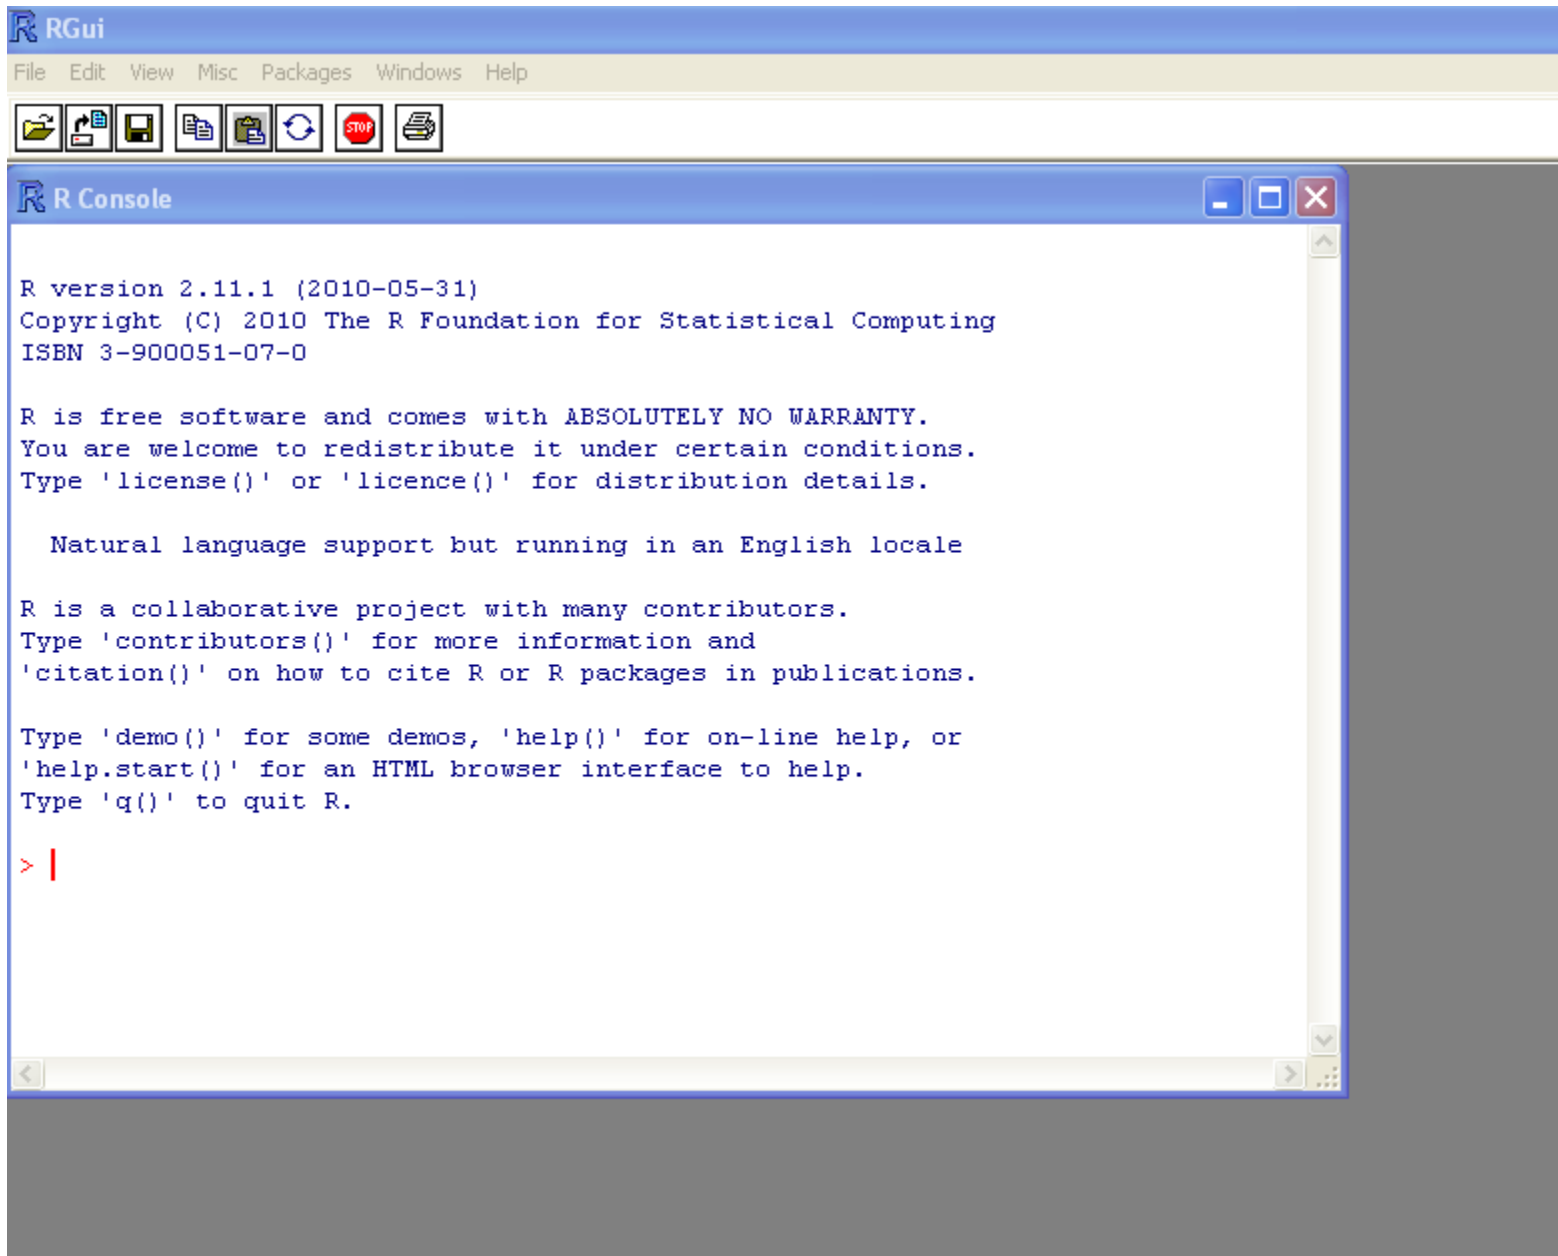 RGui
File Edit View Misc Packages Windows Help
STOP
R Console
R version 2.11.1 (2010-05-31)
Copyright (C) 2010 The R Foundation for Statistical Computing
ISBN 3-900051-07-0
R is free software and comes with ABSOLUTELY NO WARRANTY.
You are welcome to redistribute it under certain conditions.
Type 'license()' or 'licence()' for distribution details.
Natural language support but running in an English locale
R is a collaborative project with many contributors.
Type 'contributors()' for more information and
'citation()' on how to cite R or R packages in publications.
Type 'demo()' for some demos, 'help()' for on-line help, or
'help.start()' for an HTML browser interface to help.
Type 'q()' to quit R.
>